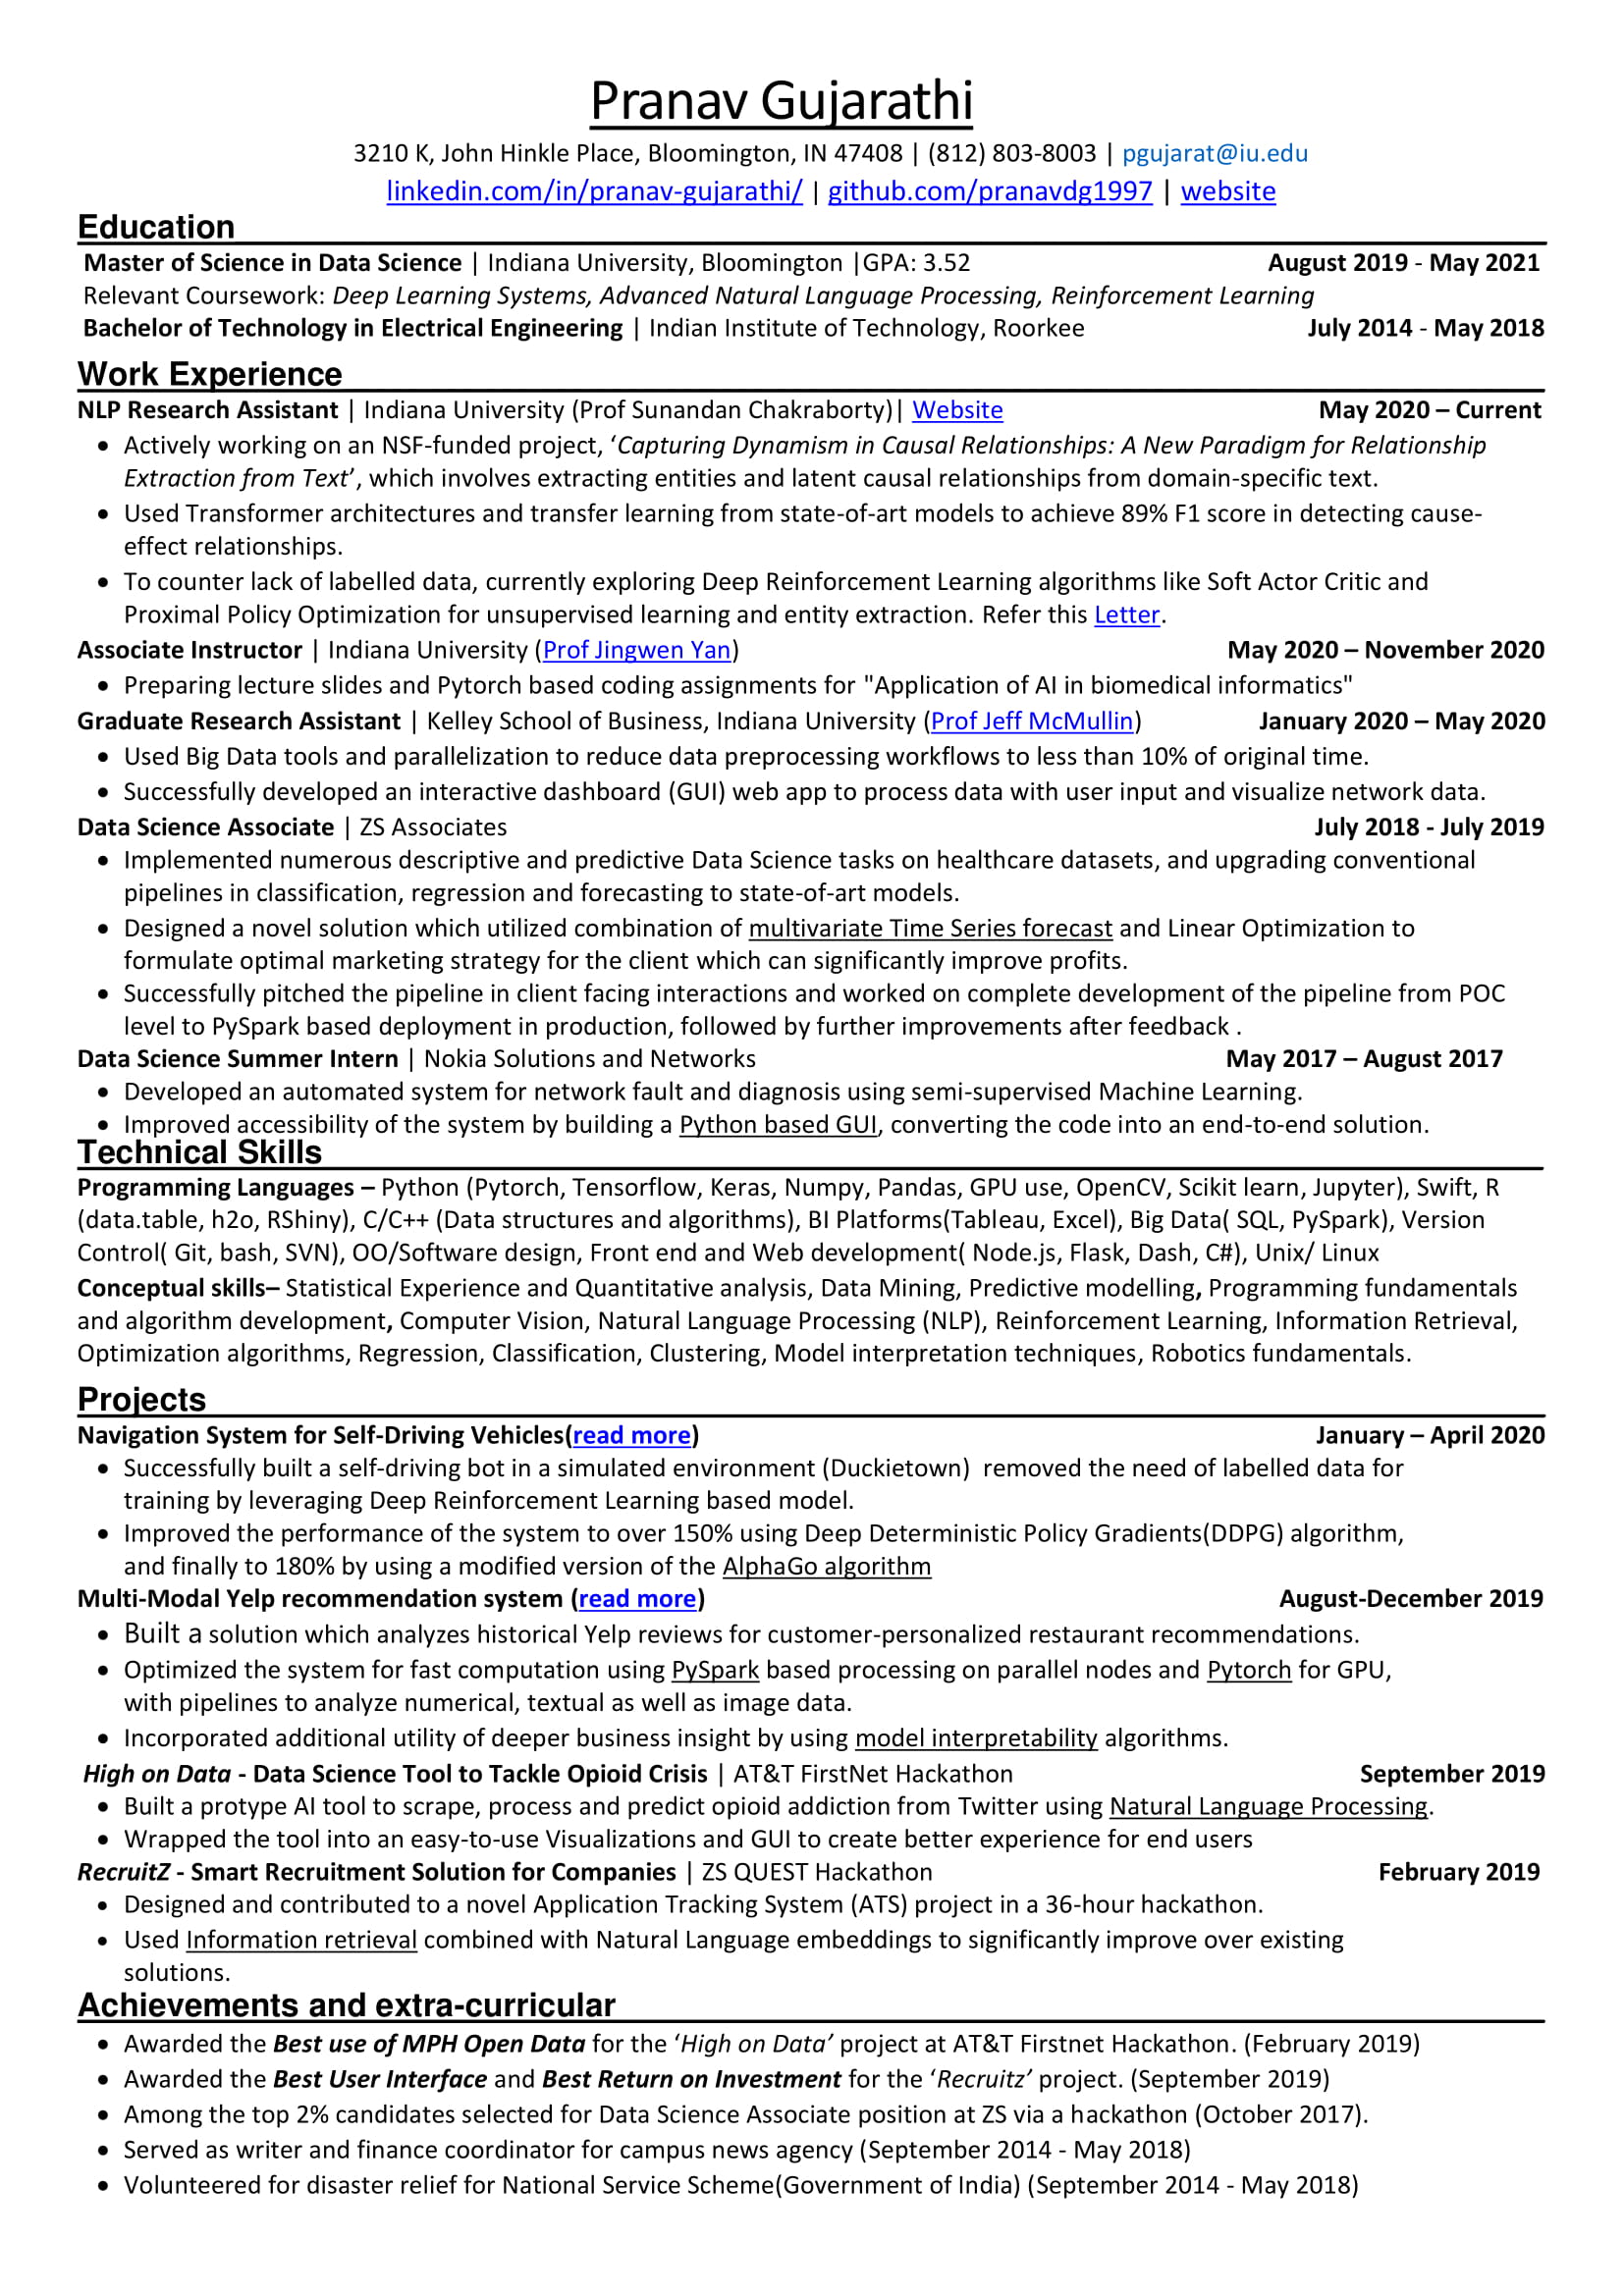 Pranav Gujarathi
3210 K, John Hinkle Place, Bloomington, IN 47408 | (812) 803-8003 | pgujarat@iu.edu
linkedin.com/in/pranav-gujarathi/ | github.com/pranavdg1997 | website
Education
Master of Science in Data Science | Indiana University, Bloomington |GPA: 3.52 August 2019 - May 2021
Relevant Coursework: Deep Learning Systems, Advanced Natural Language Processing, Reinforcement Learning
Bachelor of Technology in Electrical Engineering | Indian Institute of Technology, Roorkee July 2014 - May 2018
Work Experience
NLP Research Assistant | Indiana University (Prof Sunandan Chakraborty)| Website May 2020 – Current
• Actively working on an NSF-funded project, ‘Capturing Dynamism in Causal Relationships: A New Paradigm for Relationship
Extraction from Text’, which involves extracting entities and latent causal relationships from domain-specific text.
• Used Transformer architectures and transfer learning from state-of-art models to achieve 89% F1 score in detecting cause-
effect relationships.
• To counter lack of labelled data, currently exploring Deep Reinforcement Learning algorithms like Soft Actor Critic and
Proximal Policy Optimization for unsupervised learning and entity extraction. Refer this Letter.
Associate Instructor | Indiana University (Prof Jingwen Yan) May 2020 – November 2020
• Preparing lecture slides and Pytorch based coding assignments for "Application of AI in biomedical informatics"
Graduate Research Assistant | Kelley School of Business, Indiana University (Prof Jeff McMullin) January 2020 – May 2020
• Used Big Data tools and parallelization to reduce data preprocessing workflows to less than 10% of original time.
• Successfully developed an interactive dashboard (GUI) web app to process data with user input and visualize network data.
Data Science Associate | ZS Associates July 2018 - July 2019
• Implemented numerous descriptive and predictive Data Science tasks on healthcare datasets, and upgrading conventional
pipelines in classification, regression and forecasting to state-of-art models.
• Designed a novel solution which utilized combination of multivariate Time Series forecast and Linear Optimization to
formulate optimal marketing strategy for the client which can significantly improve profits.
• Successfully pitched the pipeline in client facing interactions and worked on complete development of the pipeline from POC
level to PySpark based deployment in production, followed by further improvements after feedback .
Data Science Summer Intern | Nokia Solutions and Networks May 2017 – August 2017
• Developed an automated system for network fault and diagnosis using semi-supervised Machine Learning.
• Improved accessibility of the system by building a Python based GUI, converting the code into an end-to-end solution.
Technical Skills
Programming Languages – Python (Pytorch, Tensorflow, Keras, Numpy, Pandas, GPU use, OpenCV, Scikit learn, Jupyter), Swift, R
(data.table, h2o, RShiny), C/C++ (Data structures and algorithms), BI Platforms(Tableau, Excel), Big Data( SQL, PySpark), Version
Control( Git, bash, SVN), OO/Software design, Front end and Web development( Node.js, Flask, Dash, C#), Unix/ Linux
Conceptual skills– Statistical Experience and Quantitative analysis, Data Mining, Predictive modelling, Programming fundamentals
and algorithm development, Computer Vision, Natural Language Processing (NLP), Reinforcement Learning, Information Retrieval,
Optimization algorithms, Regression, Classification, Clustering, Model interpretation techniques, Robotics fundamentals.
Projects
Navigation System for Self-Driving Vehicles(read more) January – April 2020
• Successfully built a self-driving bot in a simulated environment (Duckietown) removed the need of labelled data for
training by leveraging Deep Reinforcement Learning based model.
• Improved the performance of the system to over 150% using Deep Deterministic Policy Gradients(DDPG) algorithm,
and finally to 180% by using a modified version of the AlphaGo algorithm
Multi-Modal Yelp recommendation system (read more) August-December 2019
• Built a solution which analyzes historical Yelp reviews for customer-personalized restaurant recommendations.
• Optimized the system for fast computation using PySpark based processing on parallel nodes and Pytorch for GPU,
with pipelines to analyze numerical, textual as well as image data.
• Incorporated additional utility of deeper business insight by using model interpretability algorithms.
High on Data - Data Science Tool to Tackle Opioid Crisis | AT&T FirstNet Hackathon September 2019
• Built a protype AI tool to scrape, process and predict opioid addiction from Twitter using Natural Language Processing.
• Wrapped the tool into an easy-to-use Visualizations and GUI to create better experience for end users
RecruitZ - Smart Recruitment Solution for Companies | ZS QUEST Hackathon February 2019
• Designed and contributed to a novel Application Tracking System (ATS) project in a 36-hour hackathon.
• Used Information retrieval combined with Natural Language embeddings to significantly improve over existing
solutions.
Achievements and extra-curricular
• Awarded the Best use of MPH Open Data for the ‘High on Data’ project at AT&T Firstnet Hackathon. (February 2019)
• Awarded the Best User Interface and Best Return on Investment for the ‘Recruitz’ project. (September 2019)
• Among the top 2% candidates selected for Data Science Associate position at ZS via a hackathon (October 2017).
• Served as writer and finance coordinator for campus news agency (September 2014 - May 2018)
• Volunteered for disaster relief for National Service Scheme(Government of India) (September 2014 - May 2018)